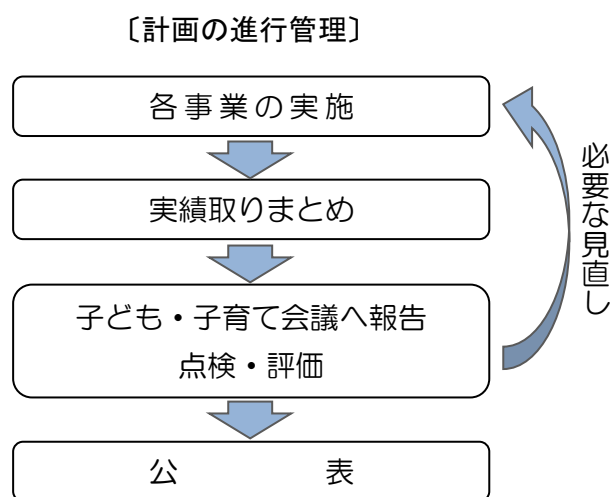 〔計画の進行管理〕
各事業の実施
実績取りまとめ
子ども・子育て会議へ報告
点検・評価
公　　　　　表
必要な見直し